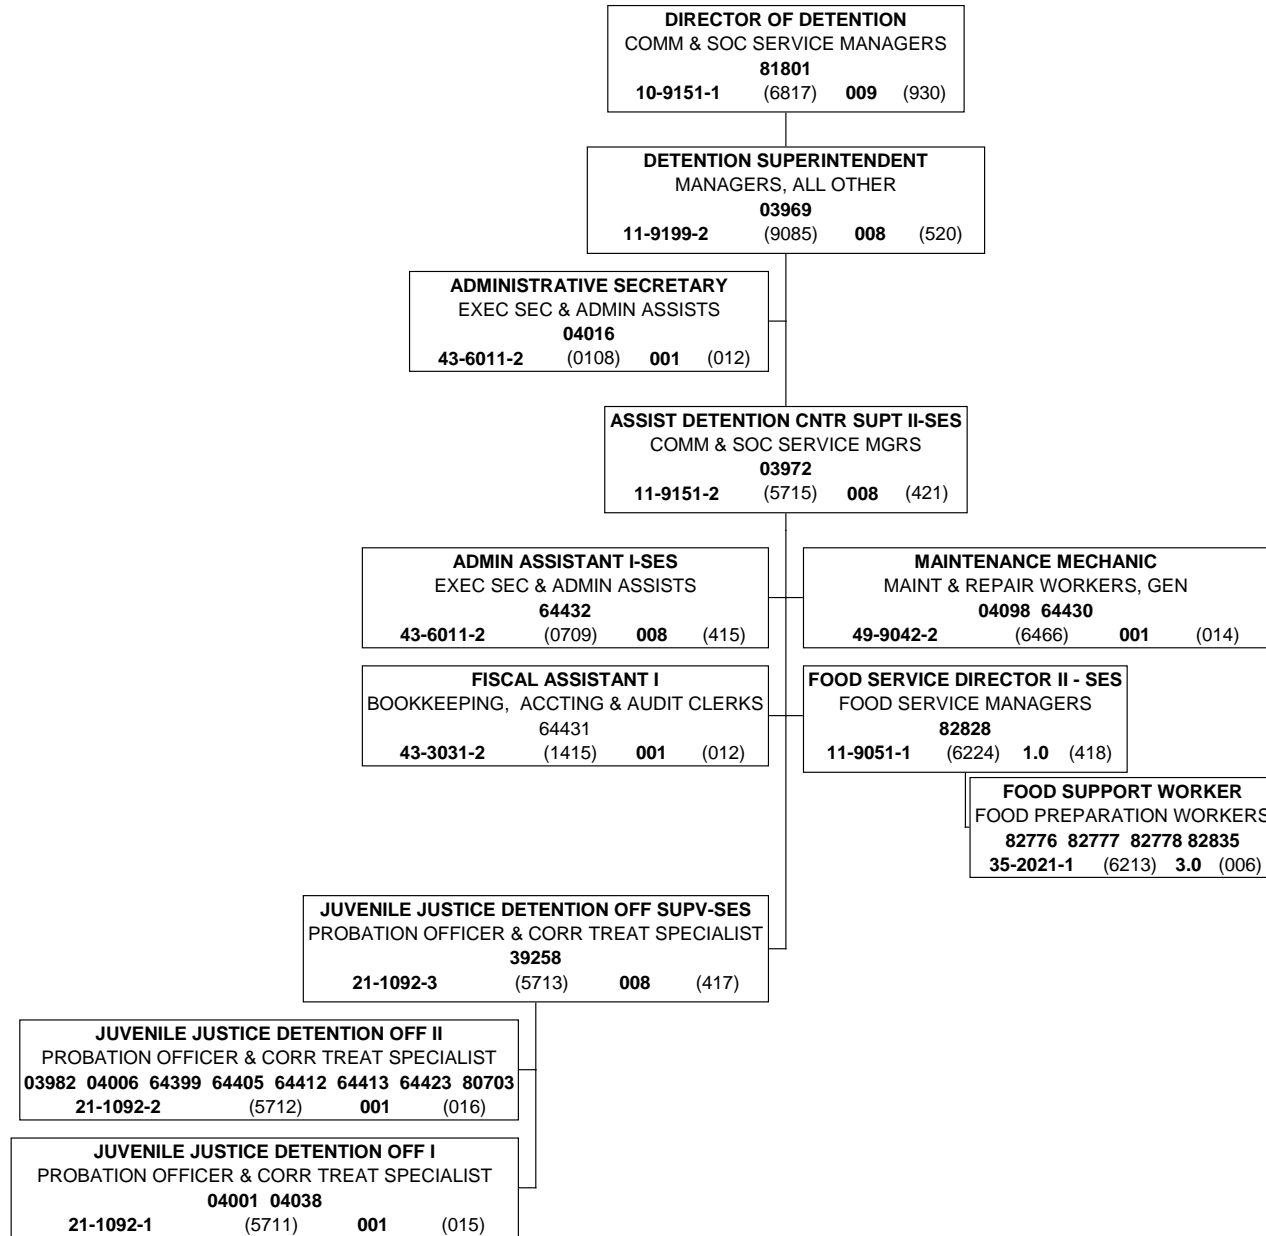 DIRECTOR OF DETENTION
COMM & SOC SERVICE MANAGERS
81801
10-9151-1 (6817) 009 (930)
DETENTION SUPERINTENDENT
MANAGERS, ALL OTHER
03969
11-9199-2 (9085) 008 (520)
ADMINISTRATIVE SECRETARY
EXEC SEC & ADMIN ASSISTS
04016
43-6011-2 (0108) 001 (012)
ASSIST DETENTION CNTR SUPT II-SES
COMM & SOC SERVICE MGRS
03972
11-9151-2 (5715) 008 (421)
ADMIN ASSISTANT I-SES
EXEC SEC & ADMIN ASSISTS
64432
43-6011-2 (0709) 008 (415)
MAINTENANCE MECHANIC
MAINT & REPAIR WORKERS, GEN
04098 64430
49-9042-2 (6466) 001 (014)
FISCAL ASSISTANT I
BOOKKEEPING, ACCTING & AUDIT CLERKS
64431
43-3031-2 (1415) 001 (012)
FOOD SERVICE DIRECTOR II - SES
FOOD SERVICE MANAGERS
82828
11-9051-1 (6224) 1.0 (418)
FOOD SUPPORT WORKER
FOOD PREPARATION WORKERS
82776 82777 82778 82835
35-2021-1 (6213) 3.0 (006)
JUVENILE JUSTICE DETENTION OFF SUPV-SES
PROBATION OFFICER & CORR TREAT SPECIALIST
39258
21-1092-3 (5713) 008 (417)
JUVENILE JUSTICE DETENTION OFF II
PROBATION OFFICER & CORR TREAT SPECIALIST
03982 04006 64399 64405 64412 64413 64423 80703
21-1092-2 (5712) 001 (016)
JUVENILE JUSTICE DETENTION OFF I
PROBATION OFFICER & CORR TREAT SPECIALIST
04001 04038
21-1092-1 (5711) 001 (015)